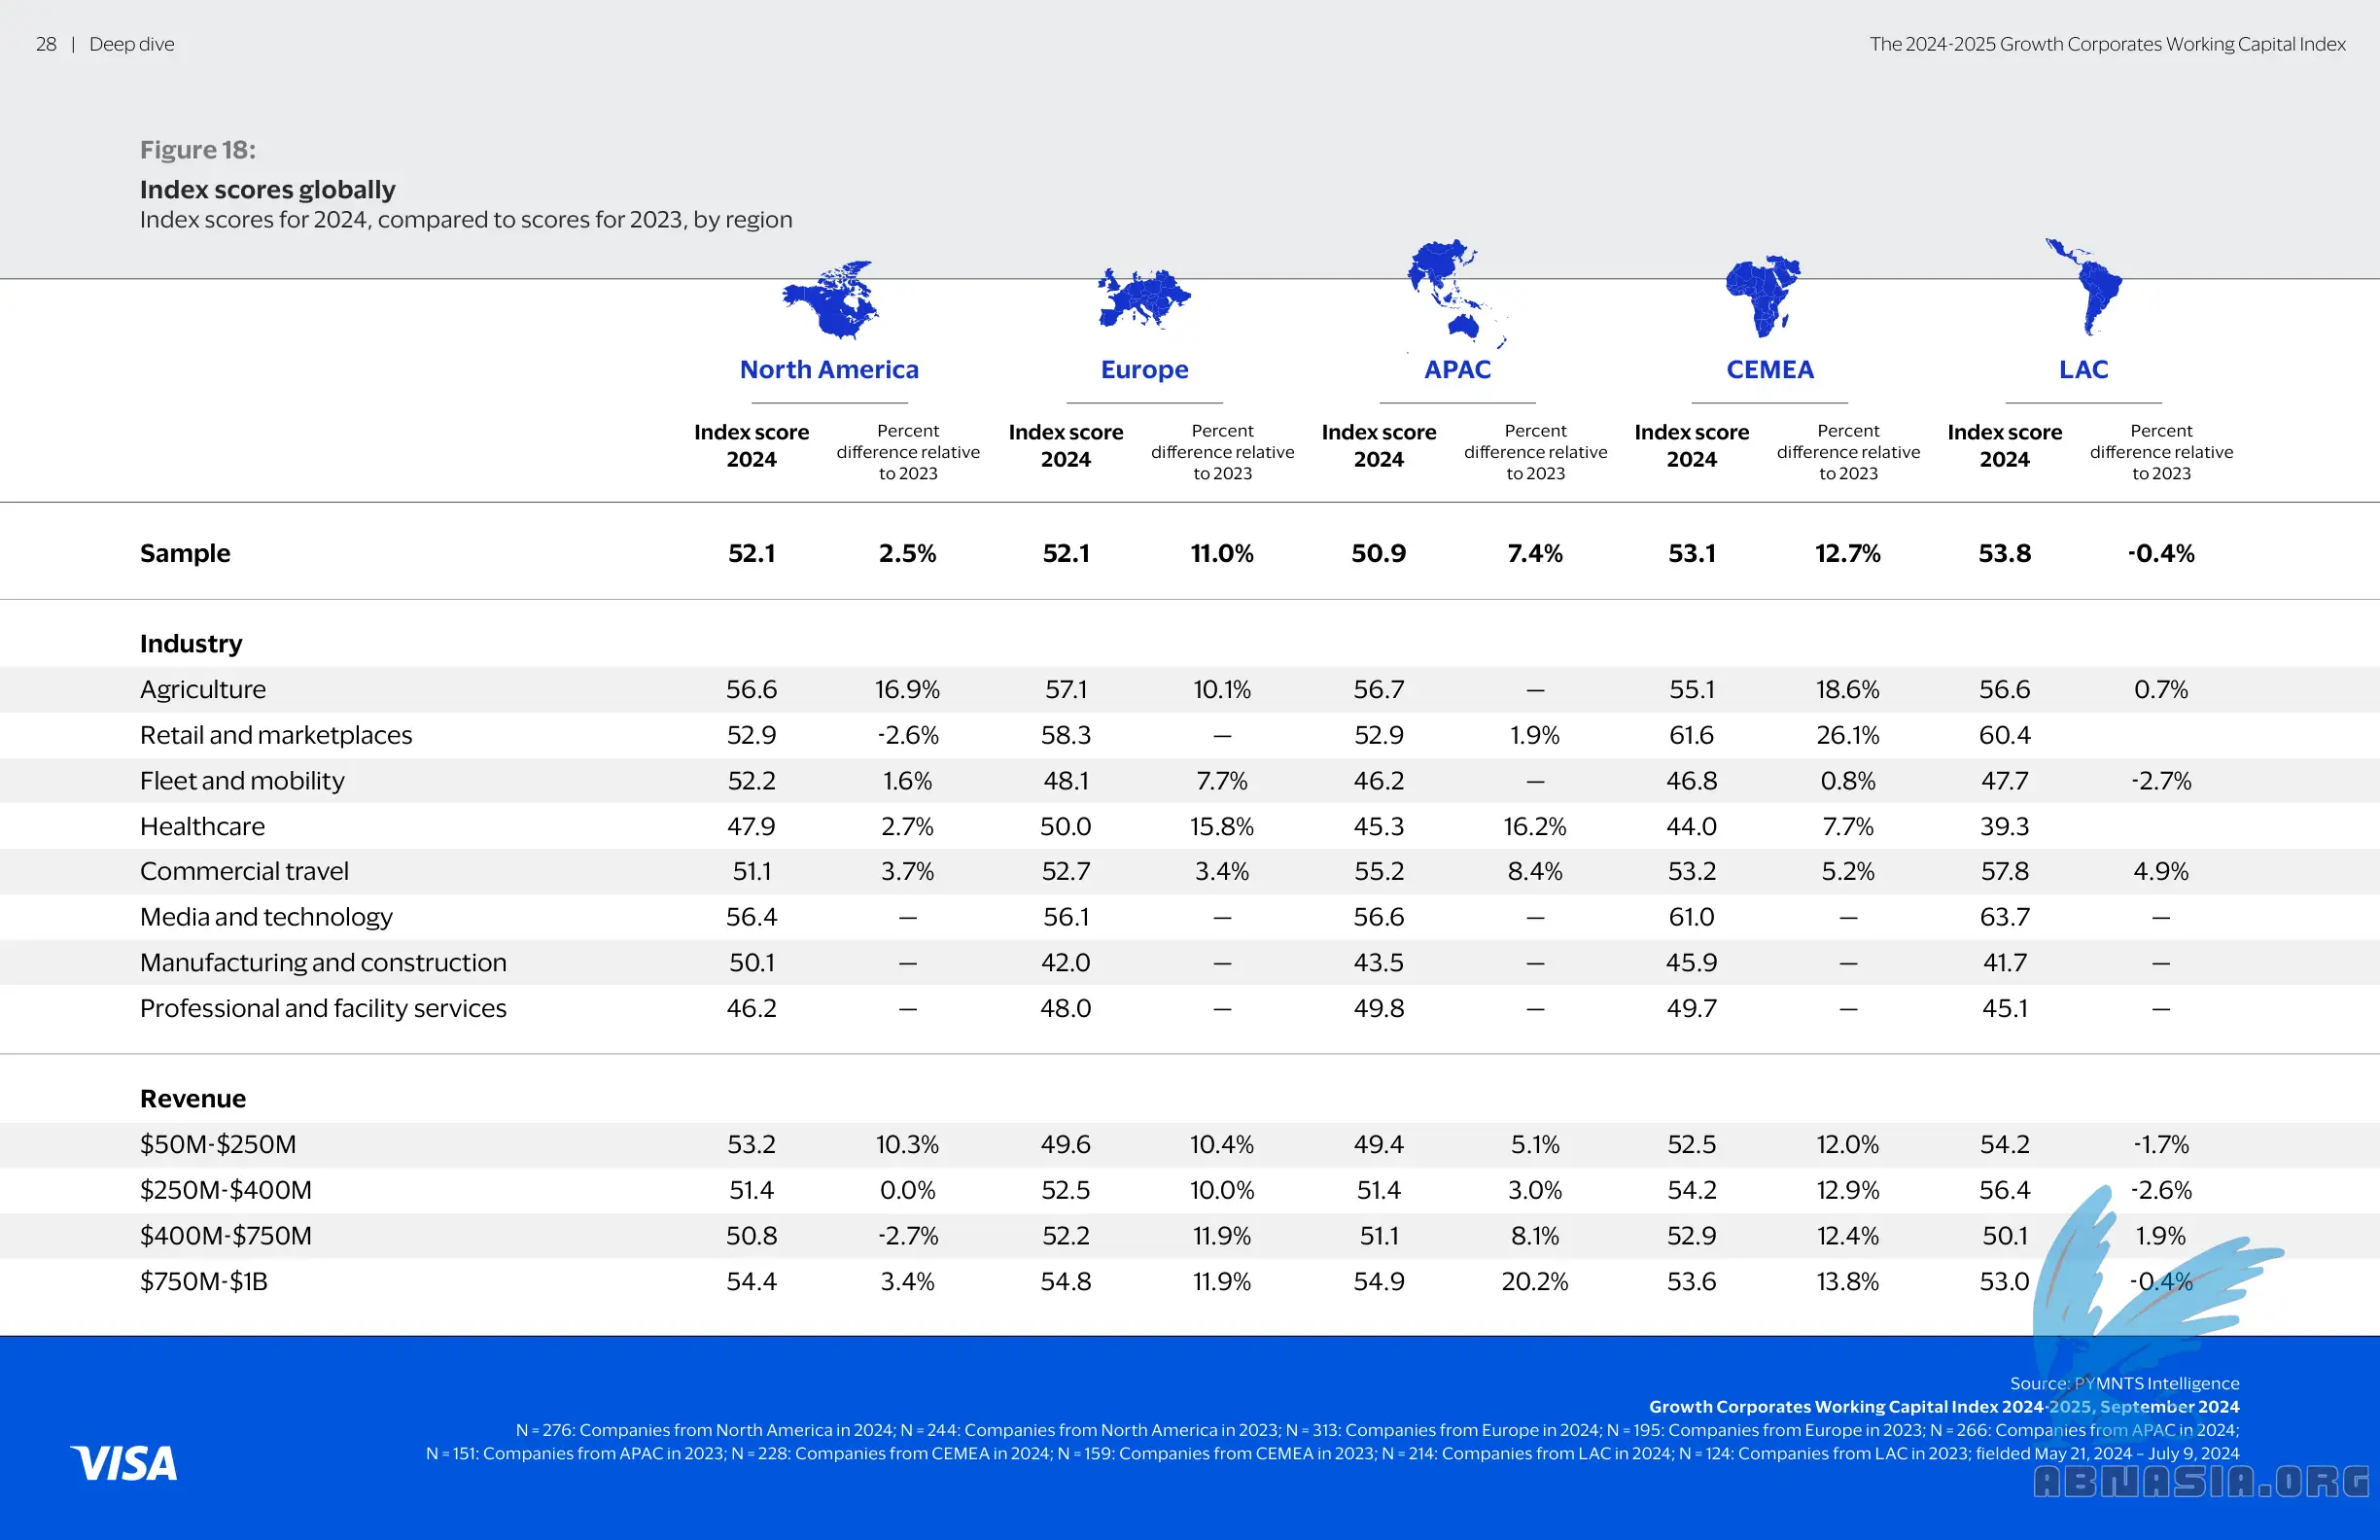 28 | Deep dive
The 2024-2025 Growth Corporates Working Capital Index
Figure 18:
Index scores globally
Index scores for 2024, compared to scores for 2023, by region
North America Europe APAC CEMEA LAC
Index score 2024 Percent difference relative to 2023 Index score 2024 Percent difference relative to 2023 Index score 2024 Percent difference relative to 2023 Index score 2024 Percent difference relative to 2023 Index score 2024 Percent difference relative to 2023
Sample 52.1 2.5% 52.1 11.0% 50.9 7.4% 53.1 12.7% 53.8 -0.4%
Industry
Agriculture 56.6 16.9% 57.1 10.1% 56.7 — 55.1 18.6% 56.6 0.7%
Retail and marketplaces 52.9 -2.6% 58.3 — 52.9 1.9% 61.6 26.1% 60.4
Fleet and mobility 52.2 1.6% 48.1 7.7% 46.2 — 46.8 0.8% 47.7 -2.7%
Healthcare 47.9 2.7% 50.0 15.8% 45.3 16.2% 44.0 7.7% 39.3
Commercial travel 51.1 3.7% 52.7 3.4% 55.2 8.4% 53.2 5.2% 57.8 4.9%
Media and technology 56.4 — 56.1 — 56.6 — 61.0 — 63.7 —
Manufacturing and construction 50.1 — 42.0 — 43.5 — 45.9 — 41.7 —
Professional and facility services 46.2 — 48.0 — 49.8 — 49.7 — 45.1 —
Revenue
$50M-$250M 53.2 10.3% 49.6 10.4% 49.4 5.1% 52.5 12.0% 54.2 -1.7%
$250M-$400M 51.4 0.0% 52.5 10.0% 51.4 3.0% 54.2 12.9% 56.4 -2.6%
$400M-$750M 50.8 -2.7% 52.2 11.9% 51.1 8.1% 52.9 12.4% 50.1 1.9%
$750M-$1B 54.4 3.4% 54.8 11.9% 54.9 20.2% 53.6 13.8% 53.0 -0.4%
Source: PYMNTS Intelligence
Growth Corporates Working Capital Index 2024-2025, September 2024
N = 276: Companies from North America in 2024; N = 244: Companies from North America in 2023; N = 313: Companies from Europe in 2024; N = 195: Companies from Europe in 2023; N = 266: Companies from APAC in 2024;
N = 151: Companies from APAC in 2023; N = 228: Companies from CEMEA in 2024; N = 159: Companies from CEMEA in 2023; N = 214: Companies from LAC in 2024; N = 124: Companies from LAC in 2023; fielded May 21, 2024 – July 9, 2024
VISA
ABNASIA.ORG